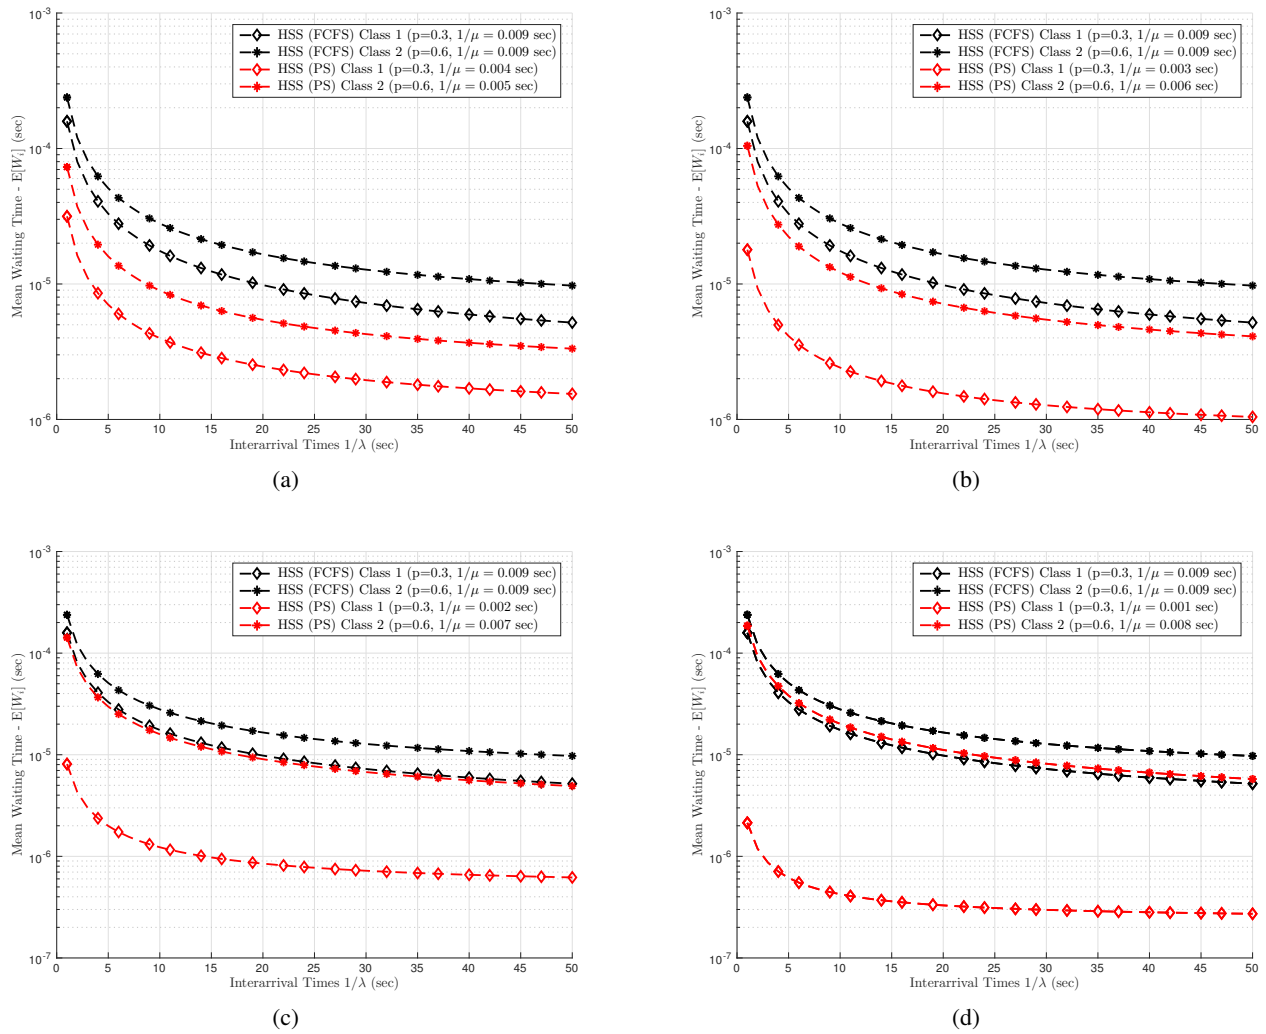 HSS (FCFS) Class 1 (p=0.3, 1/μ = 0.009 sec)
HSS (FCFS) Class 2 (p=0.6, 1/μ = 0.009 sec)
HSS (PS) Class 1 (p=0.3, 1/μ = 0.004 sec)
HSS (PS) Class 2 (p=0.6, 1/μ = 0.005 sec)
Mean Waiting Time - E[W_i] (sec)
10^-3
10^-4
10^-5
10^-6
0 5 10 15 20 25 30 35 40 45 50
Interarrival Times 1/λ (sec)
(a)
HSS (FCFS) Class 1 (p=0.3, 1/μ = 0.009 sec)
HSS (FCFS) Class 2 (p=0.6, 1/μ = 0.009 sec)
HSS (PS) Class 1 (p=0.3, 1/μ = 0.003 sec)
HSS (PS) Class 2 (p=0.6, 1/μ = 0.006 sec)
Mean Waiting Time - E[W_i] (sec)
10^-3
10^-4
10^-5
10^-6
0 5 10 15 20 25 30 35 40 45 50
Interarrival Times 1/λ (sec)
(b)
HSS (FCFS) Class 1 (p=0.3, 1/μ = 0.009 sec)
HSS (FCFS) Class 2 (p=0.6, 1/μ = 0.009 sec)
HSS (PS) Class 1 (p=0.3, 1/μ = 0.002 sec)
HSS (PS) Class 2 (p=0.6, 1/μ = 0.007 sec)
Mean Waiting Time - E[W_i] (sec)
10^-3
10^-4
10^-5
10^-6
10^-7
0 5 10 15 20 25 30 35 40 45 50
Interarrival Times 1/λ (sec)
(c)
HSS (FCFS) Class 1 (p=0.3, 1/μ = 0.009 sec)
HSS (FCFS) Class 2 (p=0.6, 1/μ = 0.009 sec)
HSS (PS) Class 1 (p=0.3, 1/μ = 0.001 sec)
HSS (PS) Class 2 (p=0.6, 1/μ = 0.008 sec)
Mean Waiting Time - E[W_i] (sec)
10^-3
10^-4
10^-5
10^-6
10^-7
0 5 10 15 20 25 30 35 40 45 50
Interarrival Times 1/λ (sec)
(d)